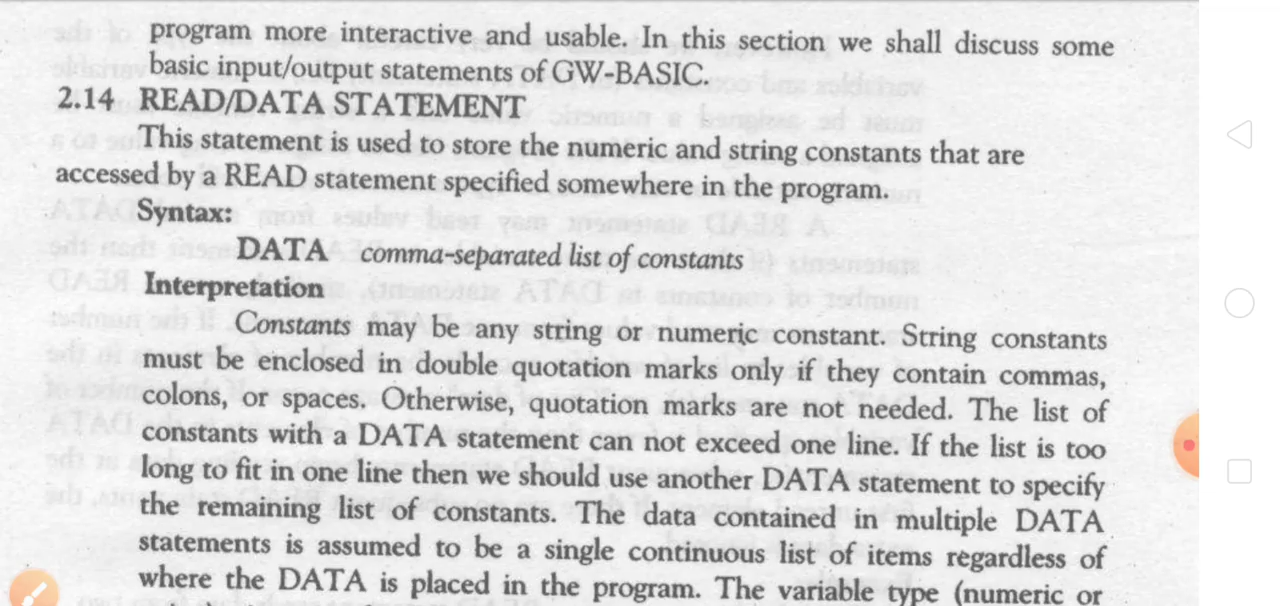 program more interactive and usable. In this section we shall discuss some
basic input/output statements of GW-BASIC.
2.14 READ/DATA STATEMENT
This statement is used to store the numeric and string constants that are
accessed by a READ statement specified somewhere in the program.
Syntax:
DATA comma-separated list of constants
Interpretation
Constants may be any string or numeric constant. String constants
must be enclosed in double quotation marks only if they contain commas,
colons, or spaces. Otherwise, quotation marks are not needed. The list of
constants with a DATA statement can not exceed one line. If the list is too
long to fit on one line then we should use another DATA statement to specify
the remaining list of constants. The data contained in multiple DATA
statements is assumed to be a single continuous list of items regardless of
where the DATA is placed in the program. The variable type (numeric or